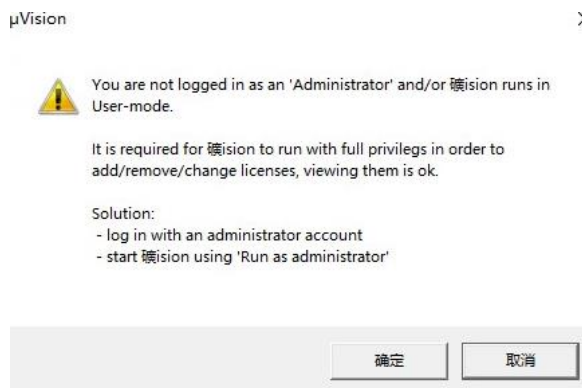 µVision
You are not logged in as an 'Administrator' and/or 礦ision runs in
User-mode.
It is required for 礦ision to run with full privilegs in order to
add/remove/change licenses, viewing them is ok.
Solution:
- log in with an administrator account
- start 礦ision using 'Run as administrator'
确定
取消